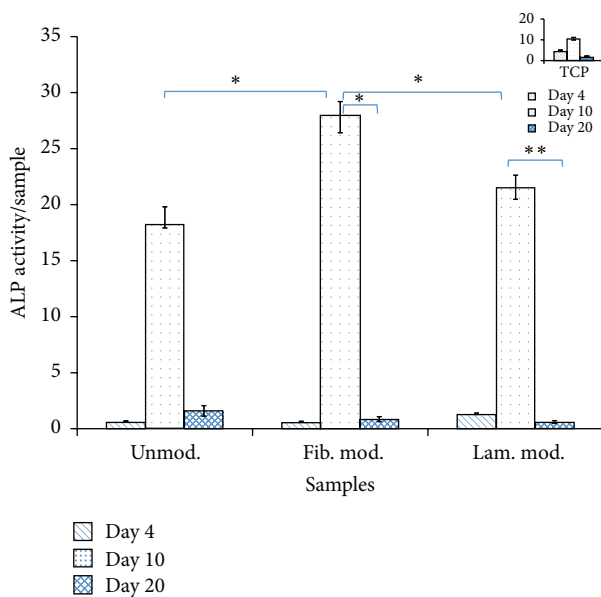 20
10
0
TCP
Day 4
Day 10
Day 20
35
30
25
20
15
10
5
0
ALP activity/sample
*
*
*
**
Unmod. Fib. mod. Lam. mod.
Samples
Day 4
Day 10
Day 20